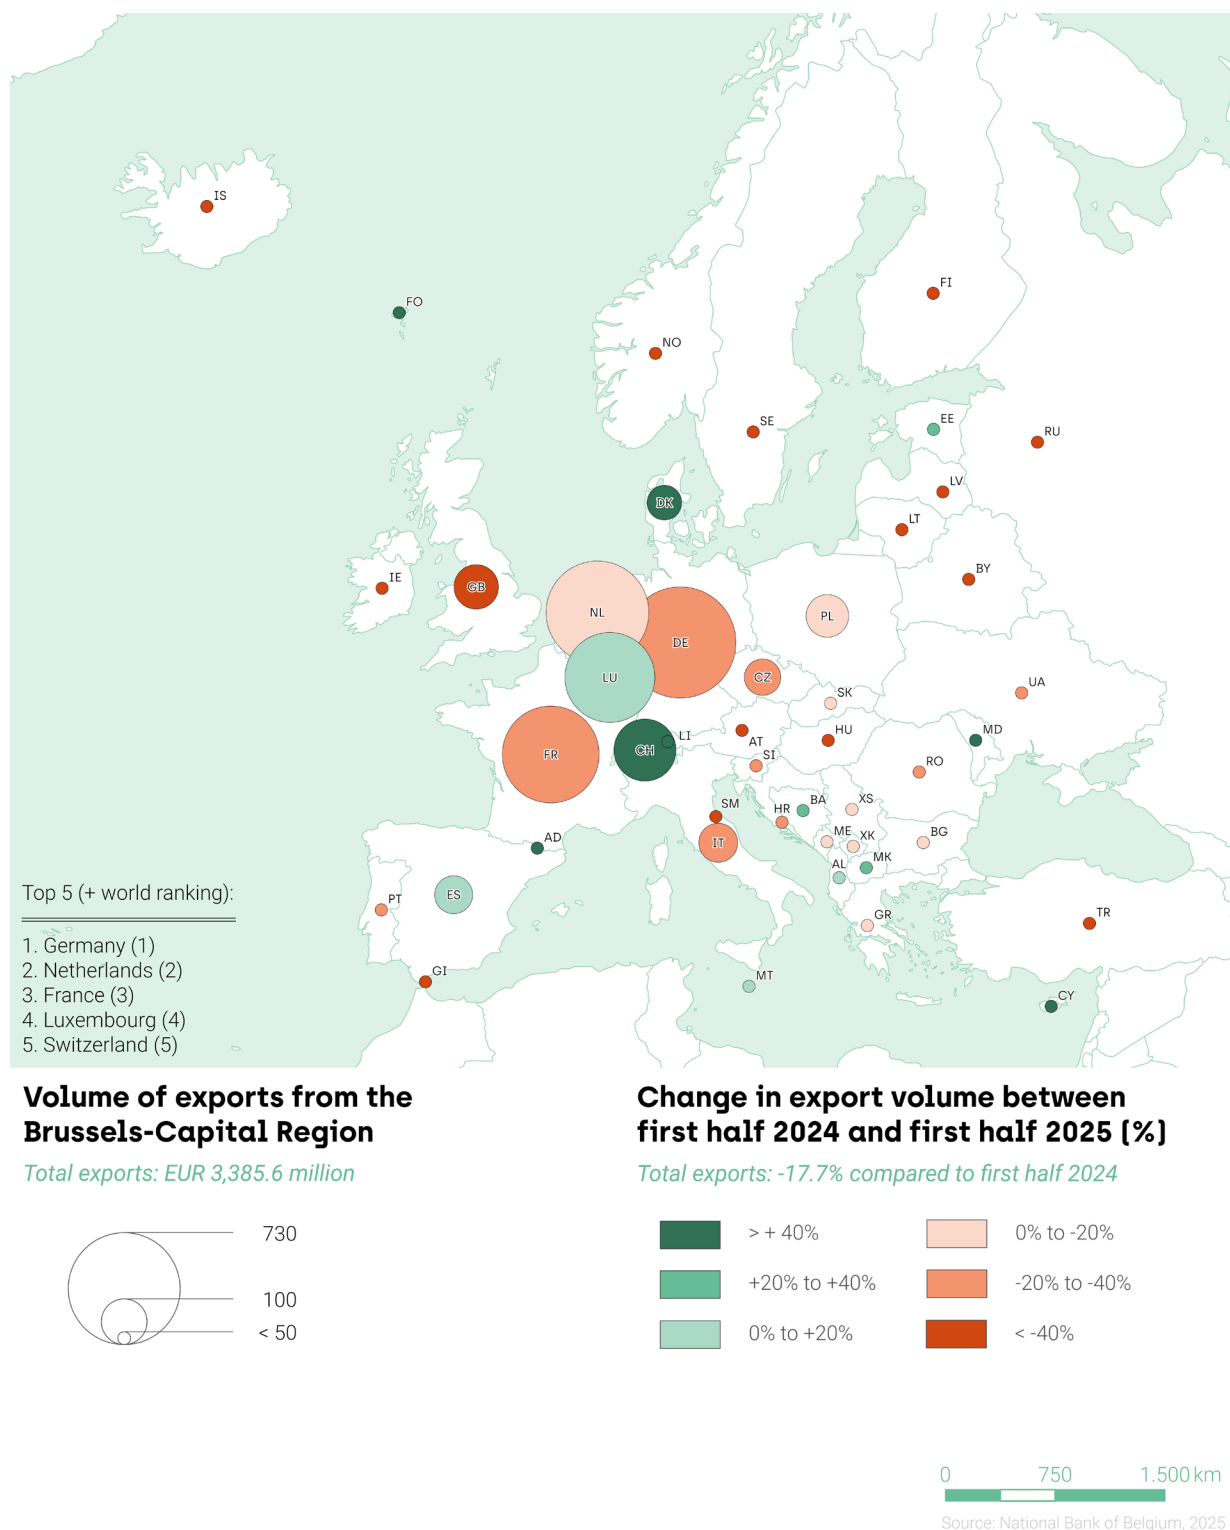 IS
FO
FI
NO
SE
EE
RU
LV
DK
LT
BY
IE
GB
NL
PL
DE
LU
CZ
UA
SK
HU
MD
LI
AT
CH
FR
SI
RO
SM
HR
BA
XS
ME
XK
BG
IT
AD
AL
MK
ES
PT
GR
TR
GI
MT
CY
Top 5 (+ world ranking):
1. Germany (1)
2. Netherlands (2)
3. France (3)
4. Luxembourg (4)
5. Switzerland (5)
Volume of exports from the
Brussels-Capital Region
Total exports: EUR 3,385.6 million
730
100
< 50
Change in export volume between
first half 2024 and first half 2025 (%)
Total exports: -17.7% compared to first half 2024
> + 40%
+20% to +40%
0% to +20%
0% to -20%
-20% to -40%
< -40%
0 750 1.500 km
Source: National Bank of Belgium, 2025